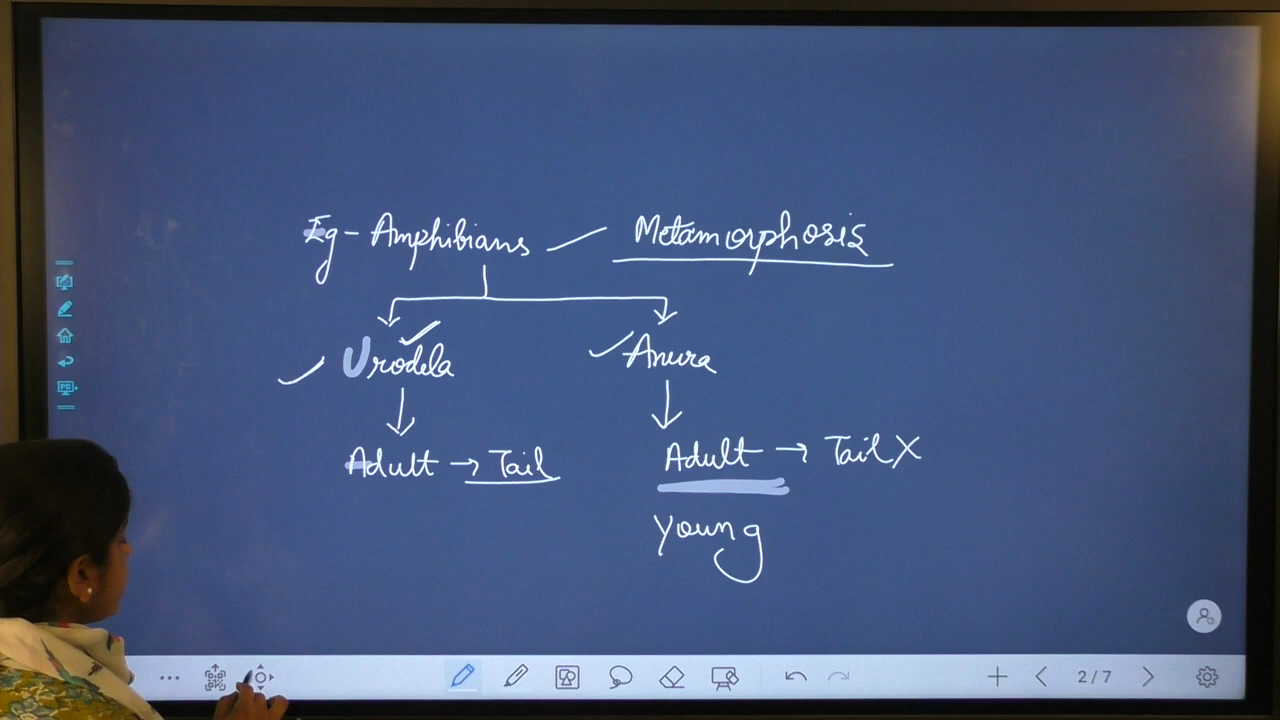 Eg - Amphibians — Metamorphosis
Urodela ✓ Anura
Adult → Tail Adult → Tail X
Young
2/7